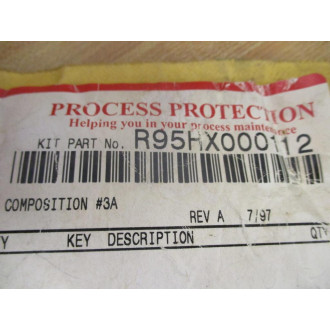 PROCESS PROTECTION
Helping you in your process maintenance
KIT PART No. R95HX000112
COMPOSITION #3A
REV A 7/97
Y KEY DESCRIPTION QTY